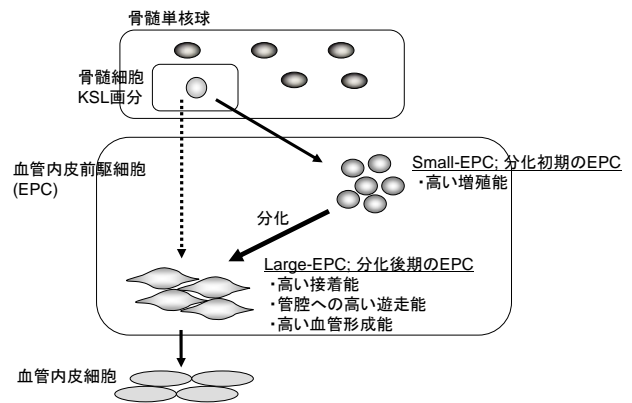 骨髄単核球
骨髄細胞
KSL画分
血管内皮前駆細胞
(EPC)
Small-EPC; 分化初期のEPC
・高い増殖能
分化
Large-EPC; 分化後期のEPC
・高い接着能
・管腔への高い遊走能
・高い血管形成能
血管内皮細胞